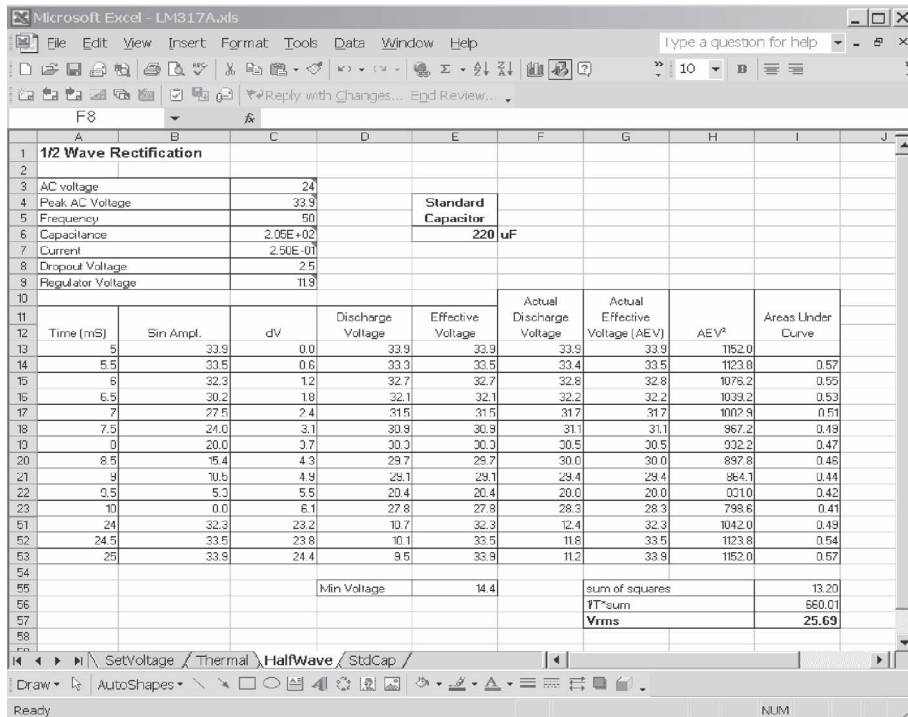 Microsoft Excel - LM317A.xls
File Edit View Insert Format Tools Data Window Help Type a question for help
10 B
Reply with Changes... End Review...
F8 fx
A B C D E F G H I J
1 1/2 Wave Rectification
2
3 AC voltage 24
4 Peak AC Voltage 33.9 Standard
5 Frequency 50 Capacitor
6 Capacitance 2.05E+02 220 uF
7 Current 2.50E-01
8 Dropout Voltage 2.5
9 Regulator Voltage 11.9
10 Actual Actual
11 Discharge Effective Discharge Effective Areas Under
12 Time (mS) Sin Ampl. dV Voltage Voltage Voltage Voltage (AEV) AEV² Curve
13 5 33.9 0.0 33.9 33.9 33.9 33.9 1152.0
14 5.5 33.5 0.6 33.3 33.5 33.4 33.5 1123.8 0.57
15 6 32.3 1.2 32.7 32.7 32.8 32.8 1076.2 0.55
16 6.5 30.2 1.8 32.1 32.1 32.2 32.2 1039.2 0.53
17 7 27.5 2.4 31.5 31.5 31.7 31.7 1002.9 0.51
18 7.5 24.0 3.1 30.9 30.9 31.1 31.1 967.2 0.49
19 0 20.0 3.7 30.3 30.3 30.5 30.5 932.2 0.47
20 8.5 15.4 4.3 29.7 29.7 30.0 30.0 897.8 0.46
21 9 10.5 4.9 29.1 29.1 29.4 29.4 864.1 0.44
22 9.5 5.3 5.5 20.4 20.4 20.0 20.0 031.0 0.42
23 10 0.0 6.1 27.8 27.8 28.3 28.3 798.6 0.41
51 24 32.3 23.2 10.7 32.3 12.4 32.3 1042.0 0.49
52 24.5 33.5 23.8 10.1 33.5 11.8 33.5 1123.8 0.54
53 25 33.9 24.4 9.5 33.9 11.2 33.9 1152.0 0.57
54
55 Min Voltage 14.4 sum of squares 13.20
56 1/T*sum 660.01
57 Vrms 25.69
58
SetVoltage Thermal HalfWave StdCap
Draw AutoShapes
Ready NUM